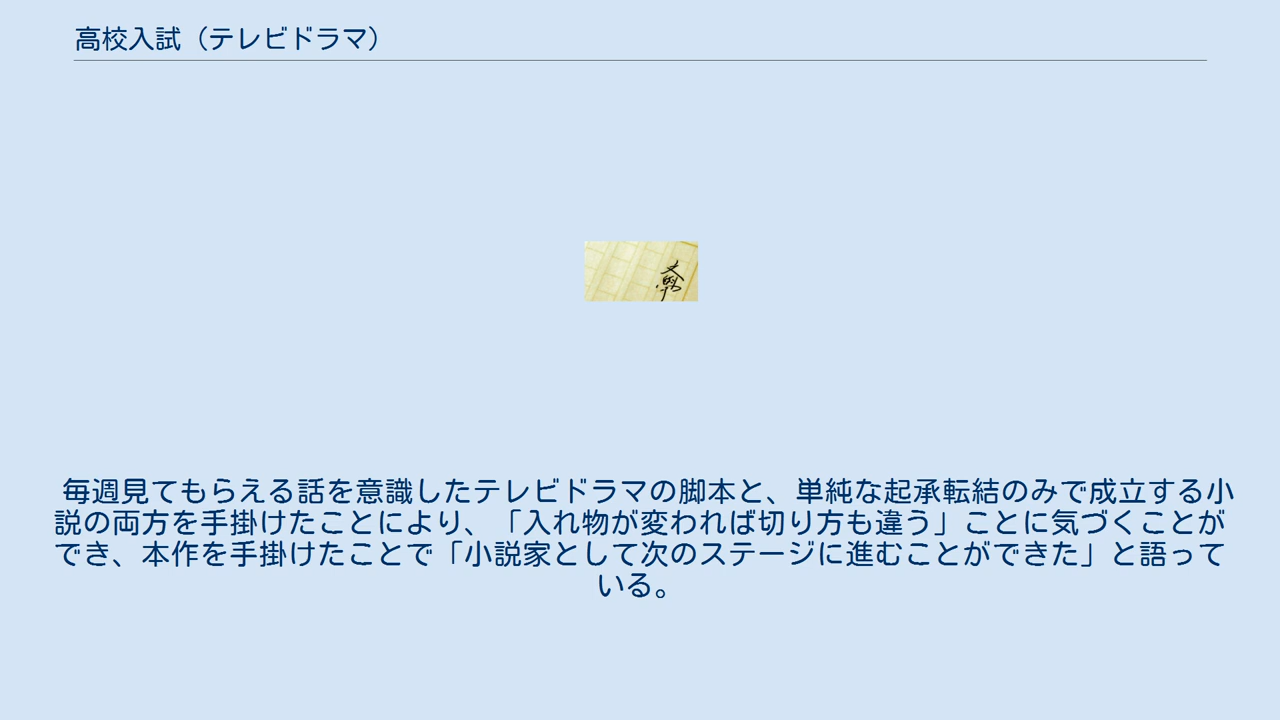 高校入試（テレビドラマ）
毎週見てもらえる話を意識したテレビドラマの脚本と、単純な起承転結のみで成立する小
説の両方を手掛けたことにより、「入れ物が変われば切り方も違う」ことに気づくことが
でき、本作を手掛けたことで「小説家として次のステージに進むことができた」と語って
いる。